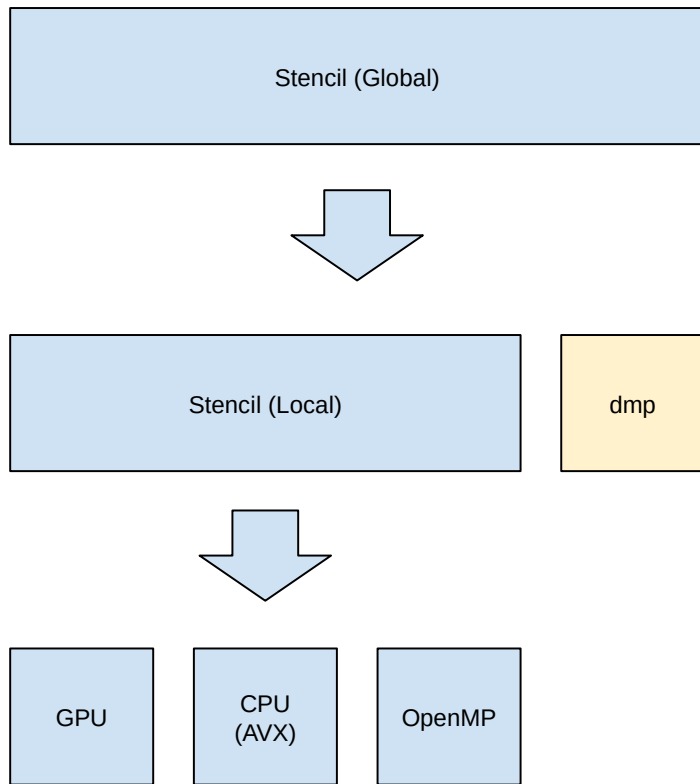 Stencil (Global)
Stencil (Local)
dmp
GPU
CPU
(AVX)
OpenMP